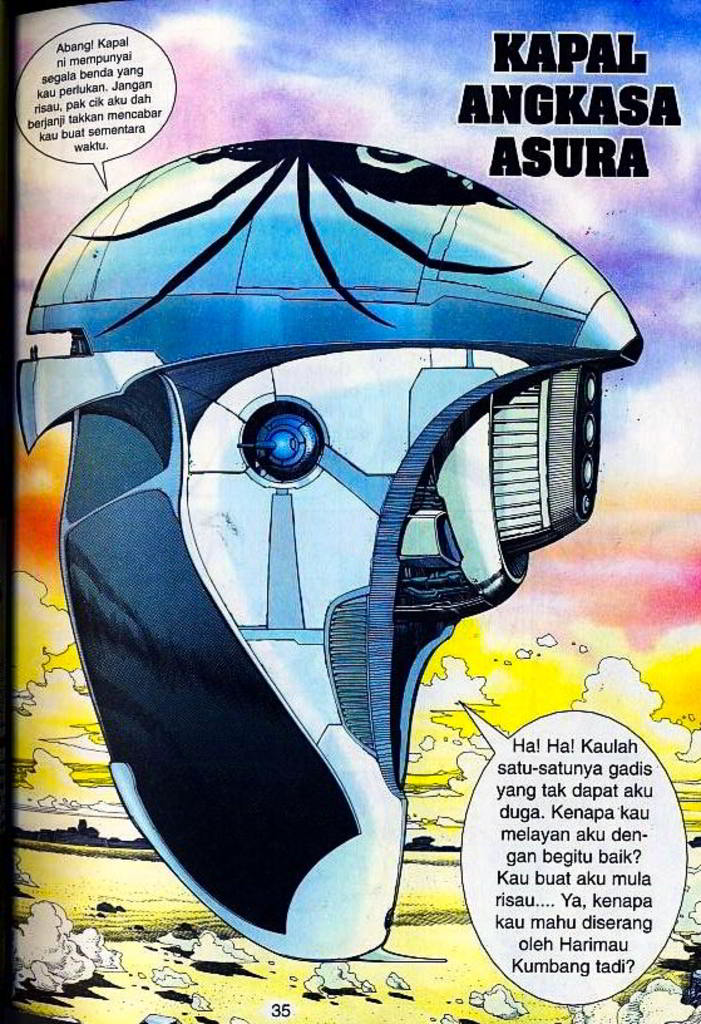 Abang! Kapal
ni mempunyai
segala benda yang
kau perlukan. Jangan
risau, pak cik aku dah
berjanji takkan mencabar
kau buat sementara
waktu.
KAPAL
ANGKASA
ASURA
Ha! Ha! Kaulah
satu-satunya gadis
yang tak dapat aku
duga. Kenapa kau
melayan aku den-
gan begitu baik?
Kau buat aku mula
risau.... Ya, kenapa
kau mahu diserang
oleh Harimau
Kumbang tadi?
35